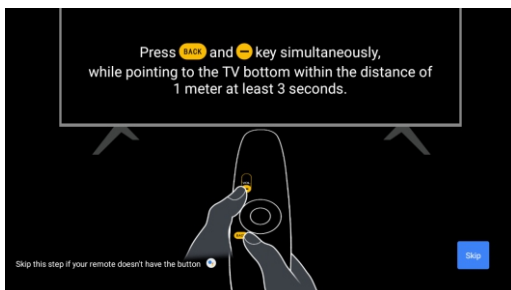 Press BACK and − key simultaneously,
while pointing to the TV bottom within the distance of
1 meter at least 3 seconds.
Skip this step if your remote doesn't have the button
Skip